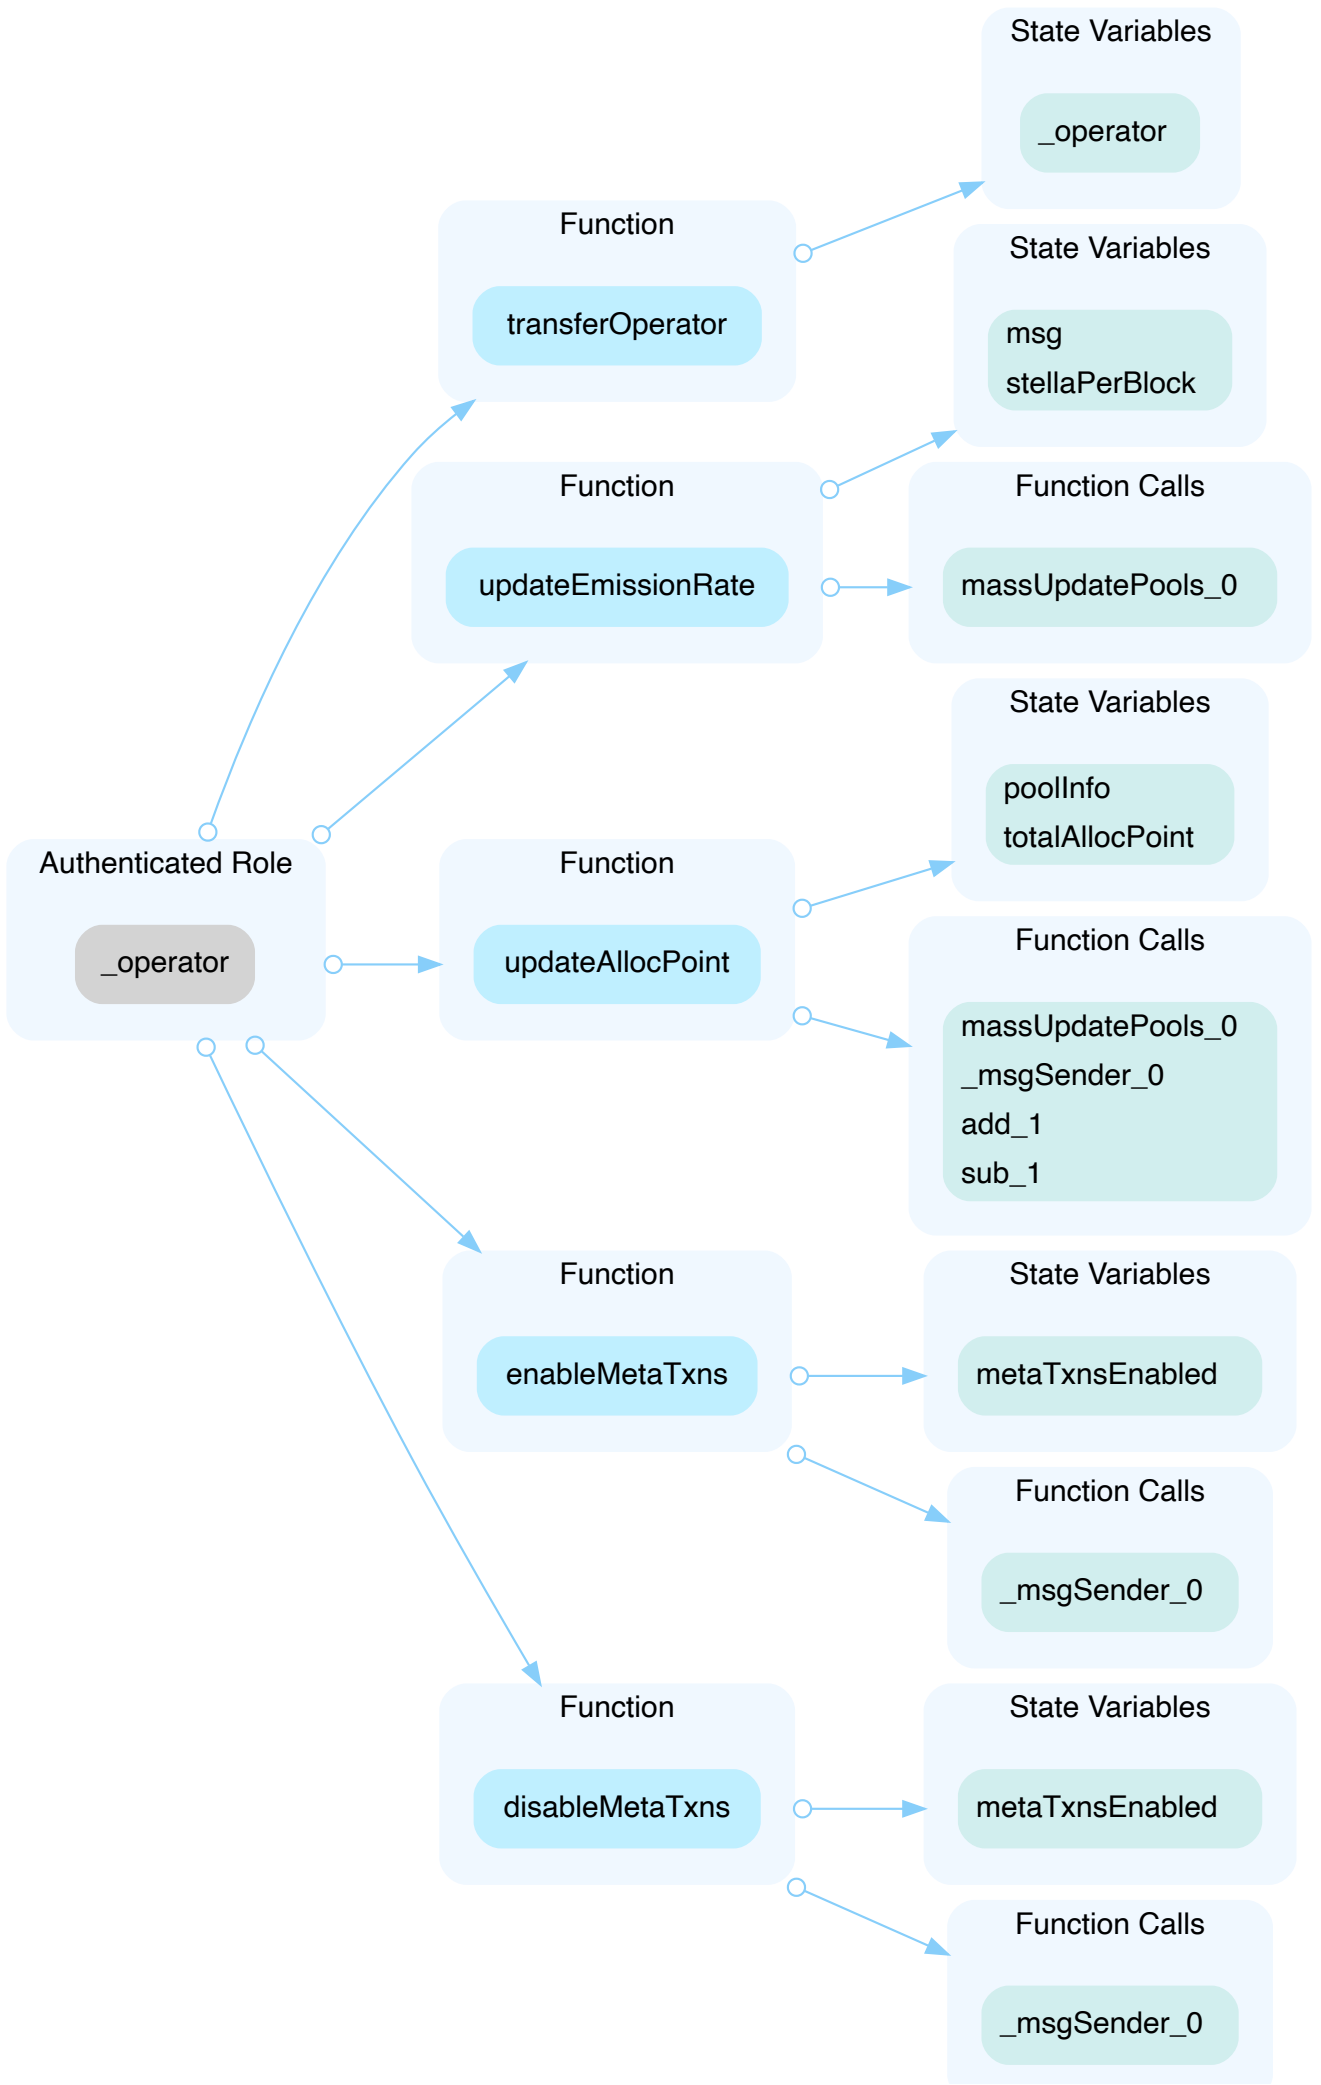 State Variables
_operator
Function
transferOperator
State Variables
msg
stellaPerBlock
Function
updateEmissionRate
Function Calls
massUpdatePools_0
State Variables
poolInfo
totalAllocPoint
Authenticated Role
_operator
Function
updateAllocPoint
Function Calls
massUpdatePools_0
_msgSender_0
add_1
sub_1
Function
enableMetaTxns
State Variables
metaTxnsEnabled
Function Calls
_msgSender_0
Function
disableMetaTxns
State Variables
metaTxnsEnabled
Function Calls
_msgSender_0